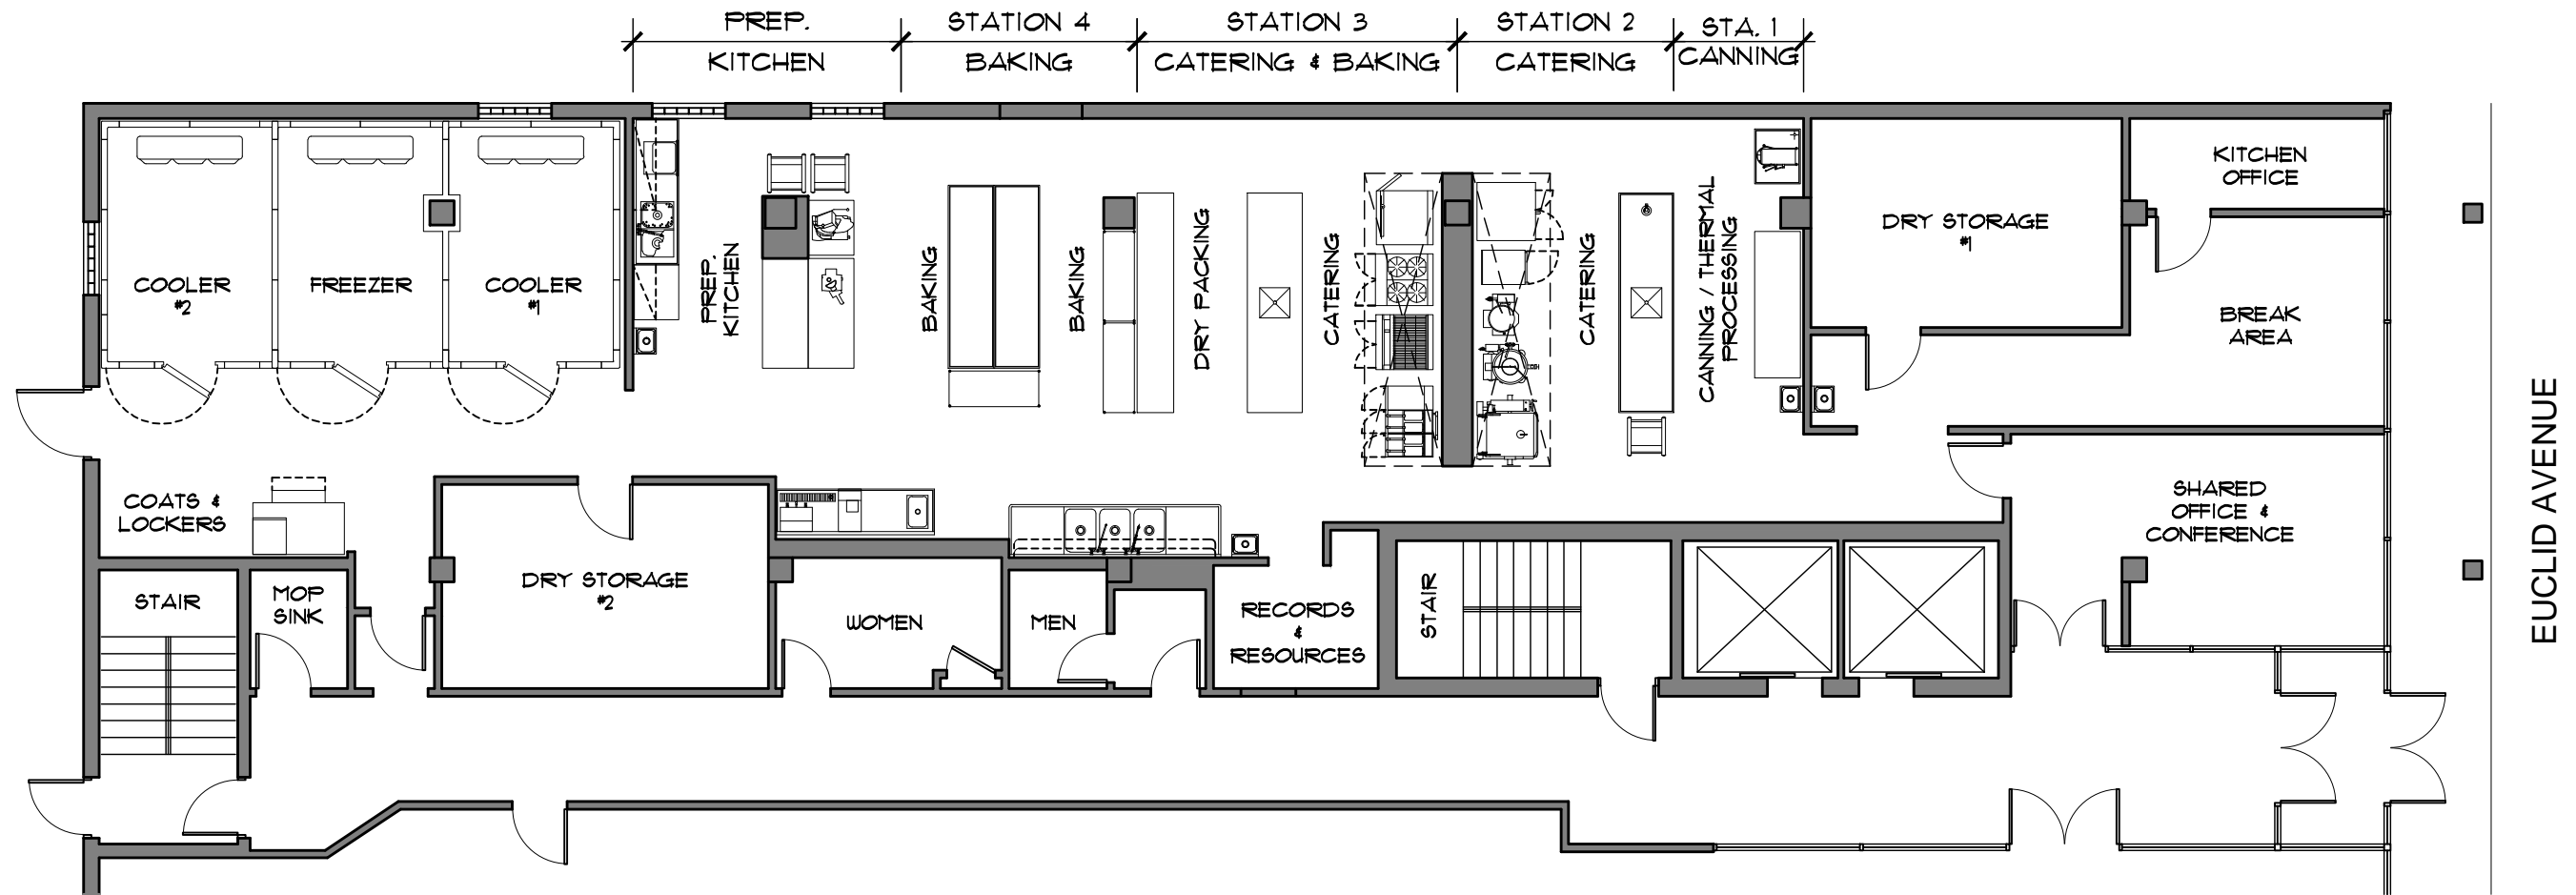 PREP.
KITCHEN
STATION 4
BAKING
STATION 3
CATERING & BAKING
STATION 2
CATERING
STA. 1
CANNING
COOLER
#2
FREEZER
COOLER
#1
PREP.
KITCHEN
BAKING
BAKING
DRY PACKING
CATERING
CATERING
CANNING / THERMAL
PROCESSING
DRY STORAGE
#1
KITCHEN
OFFICE
BREAK
AREA
COATS &
LOCKERS
SHARED
OFFICE &
CONFERENCE
STAIR
MOP
SINK
DRY STORAGE
#2
WOMEN
MEN
RECORDS
&
RESOURCES
STAIR
EUCLID AVENUE